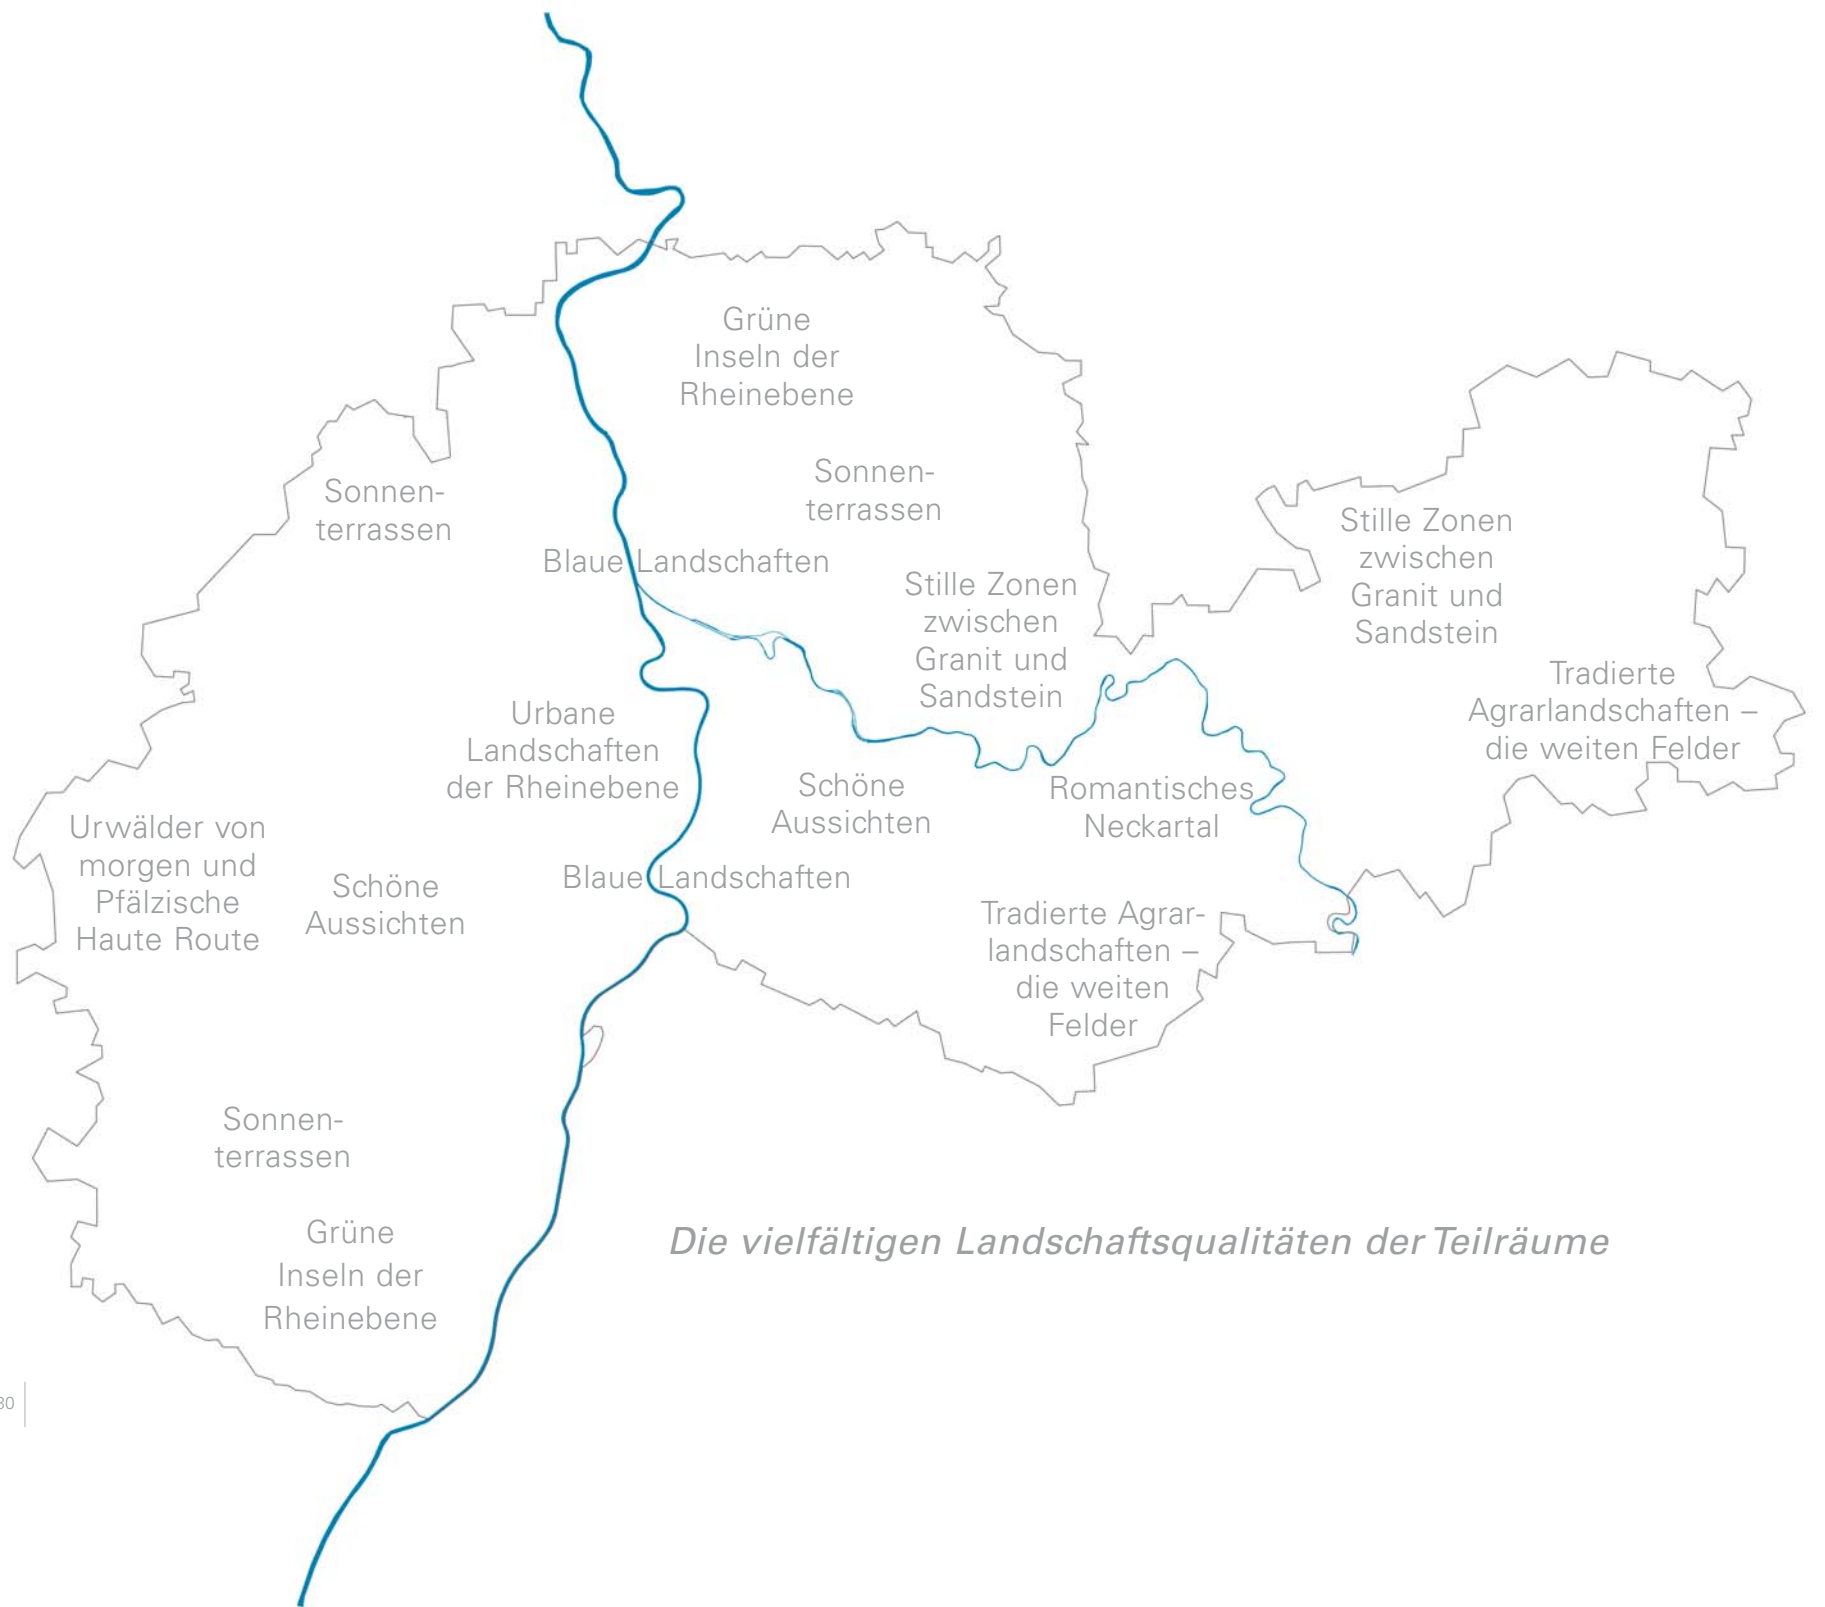 Grüne
Inseln der
Rheinebene
Sonnen-
terrassen
Sonnen-
terrassen
Blaue Landschaften
Stille Zonen
zwischen
Granit und
Sandstein
Stille Zonen
zwischen
Granit und
Sandstein
Tradierte
Agrarlandschaften –
die weiten Felder
Urbane
Landschaften
der Rheinebene
Schöne
Aussichten
Romantisches
Neckartal
Urwälder von
morgen und
Pfälzische
Haute Route
Schöne
Aussichten
Blaue Landschaften
Tradierte Agrar-
landschaften –
die weiten
Felder
Sonnen-
terrassen
Grüne
Inseln der
Rheinebene
Die vielfältigen Landschaftsqualitäten der Teilräume